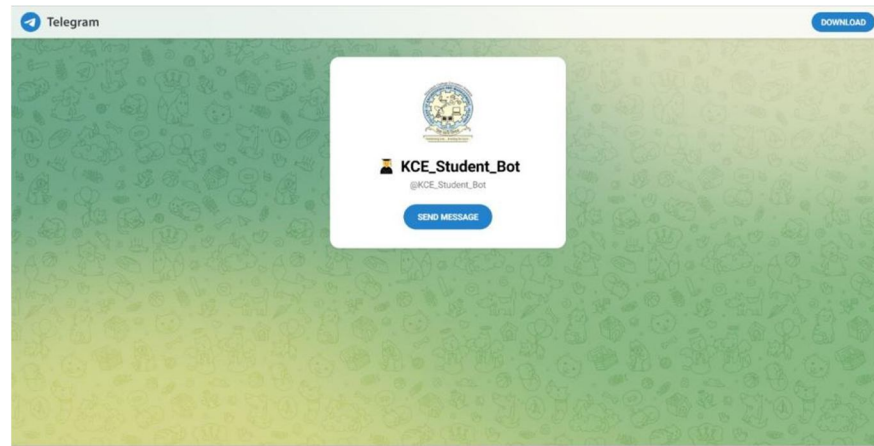 Telegram
DOWNLOAD
KCE_Student_Bot
@KCE_Student_Bot
SEND MESSAGE